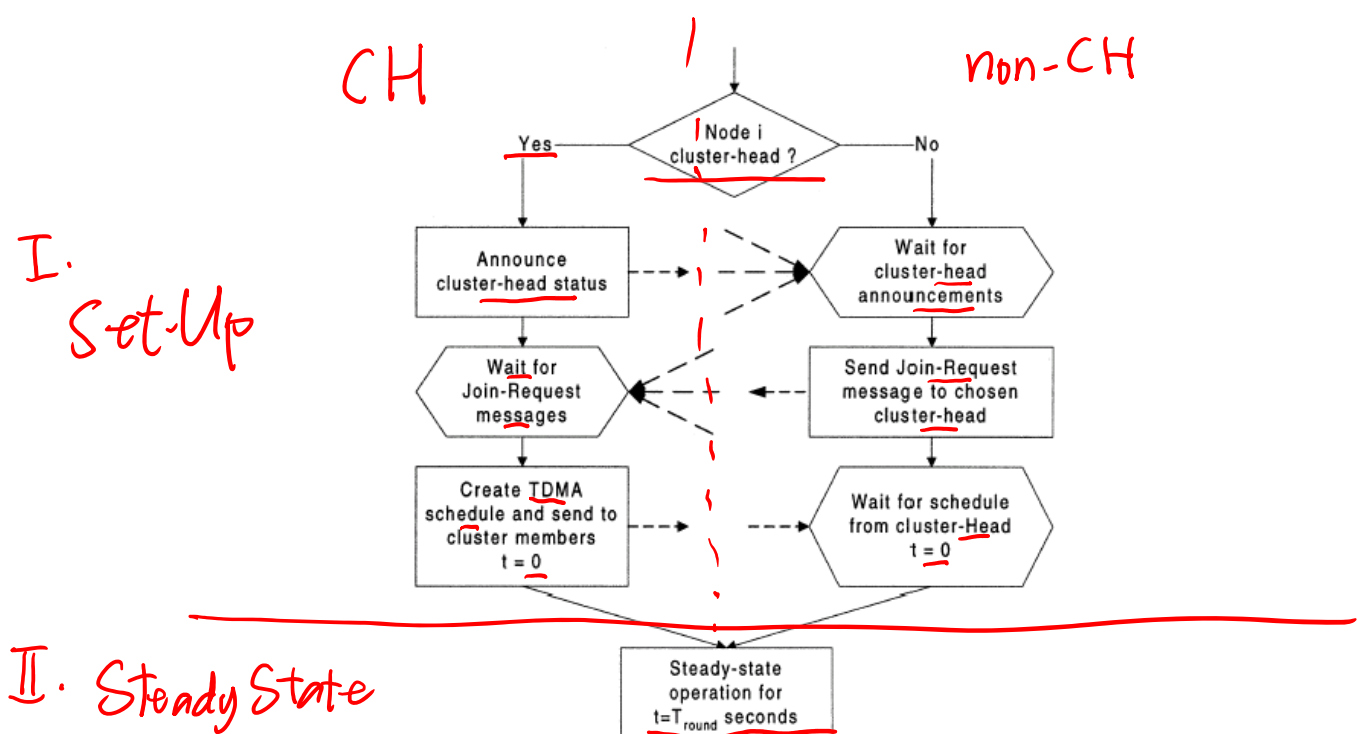 CH
non-CH
Node i
cluster-head ?
Yes
No
I.
Set-Up
Announce
cluster-head status
Wait for
cluster-head
announcements
Wait for
Join-Request
messages
Send Join-Request
message to chosen
cluster-head
Create TDMA
schedule and send to
cluster members
t = 0
Wait for schedule
from cluster-Head
t = 0
II. Steady State
Steady-state
operation for
t=Tround seconds